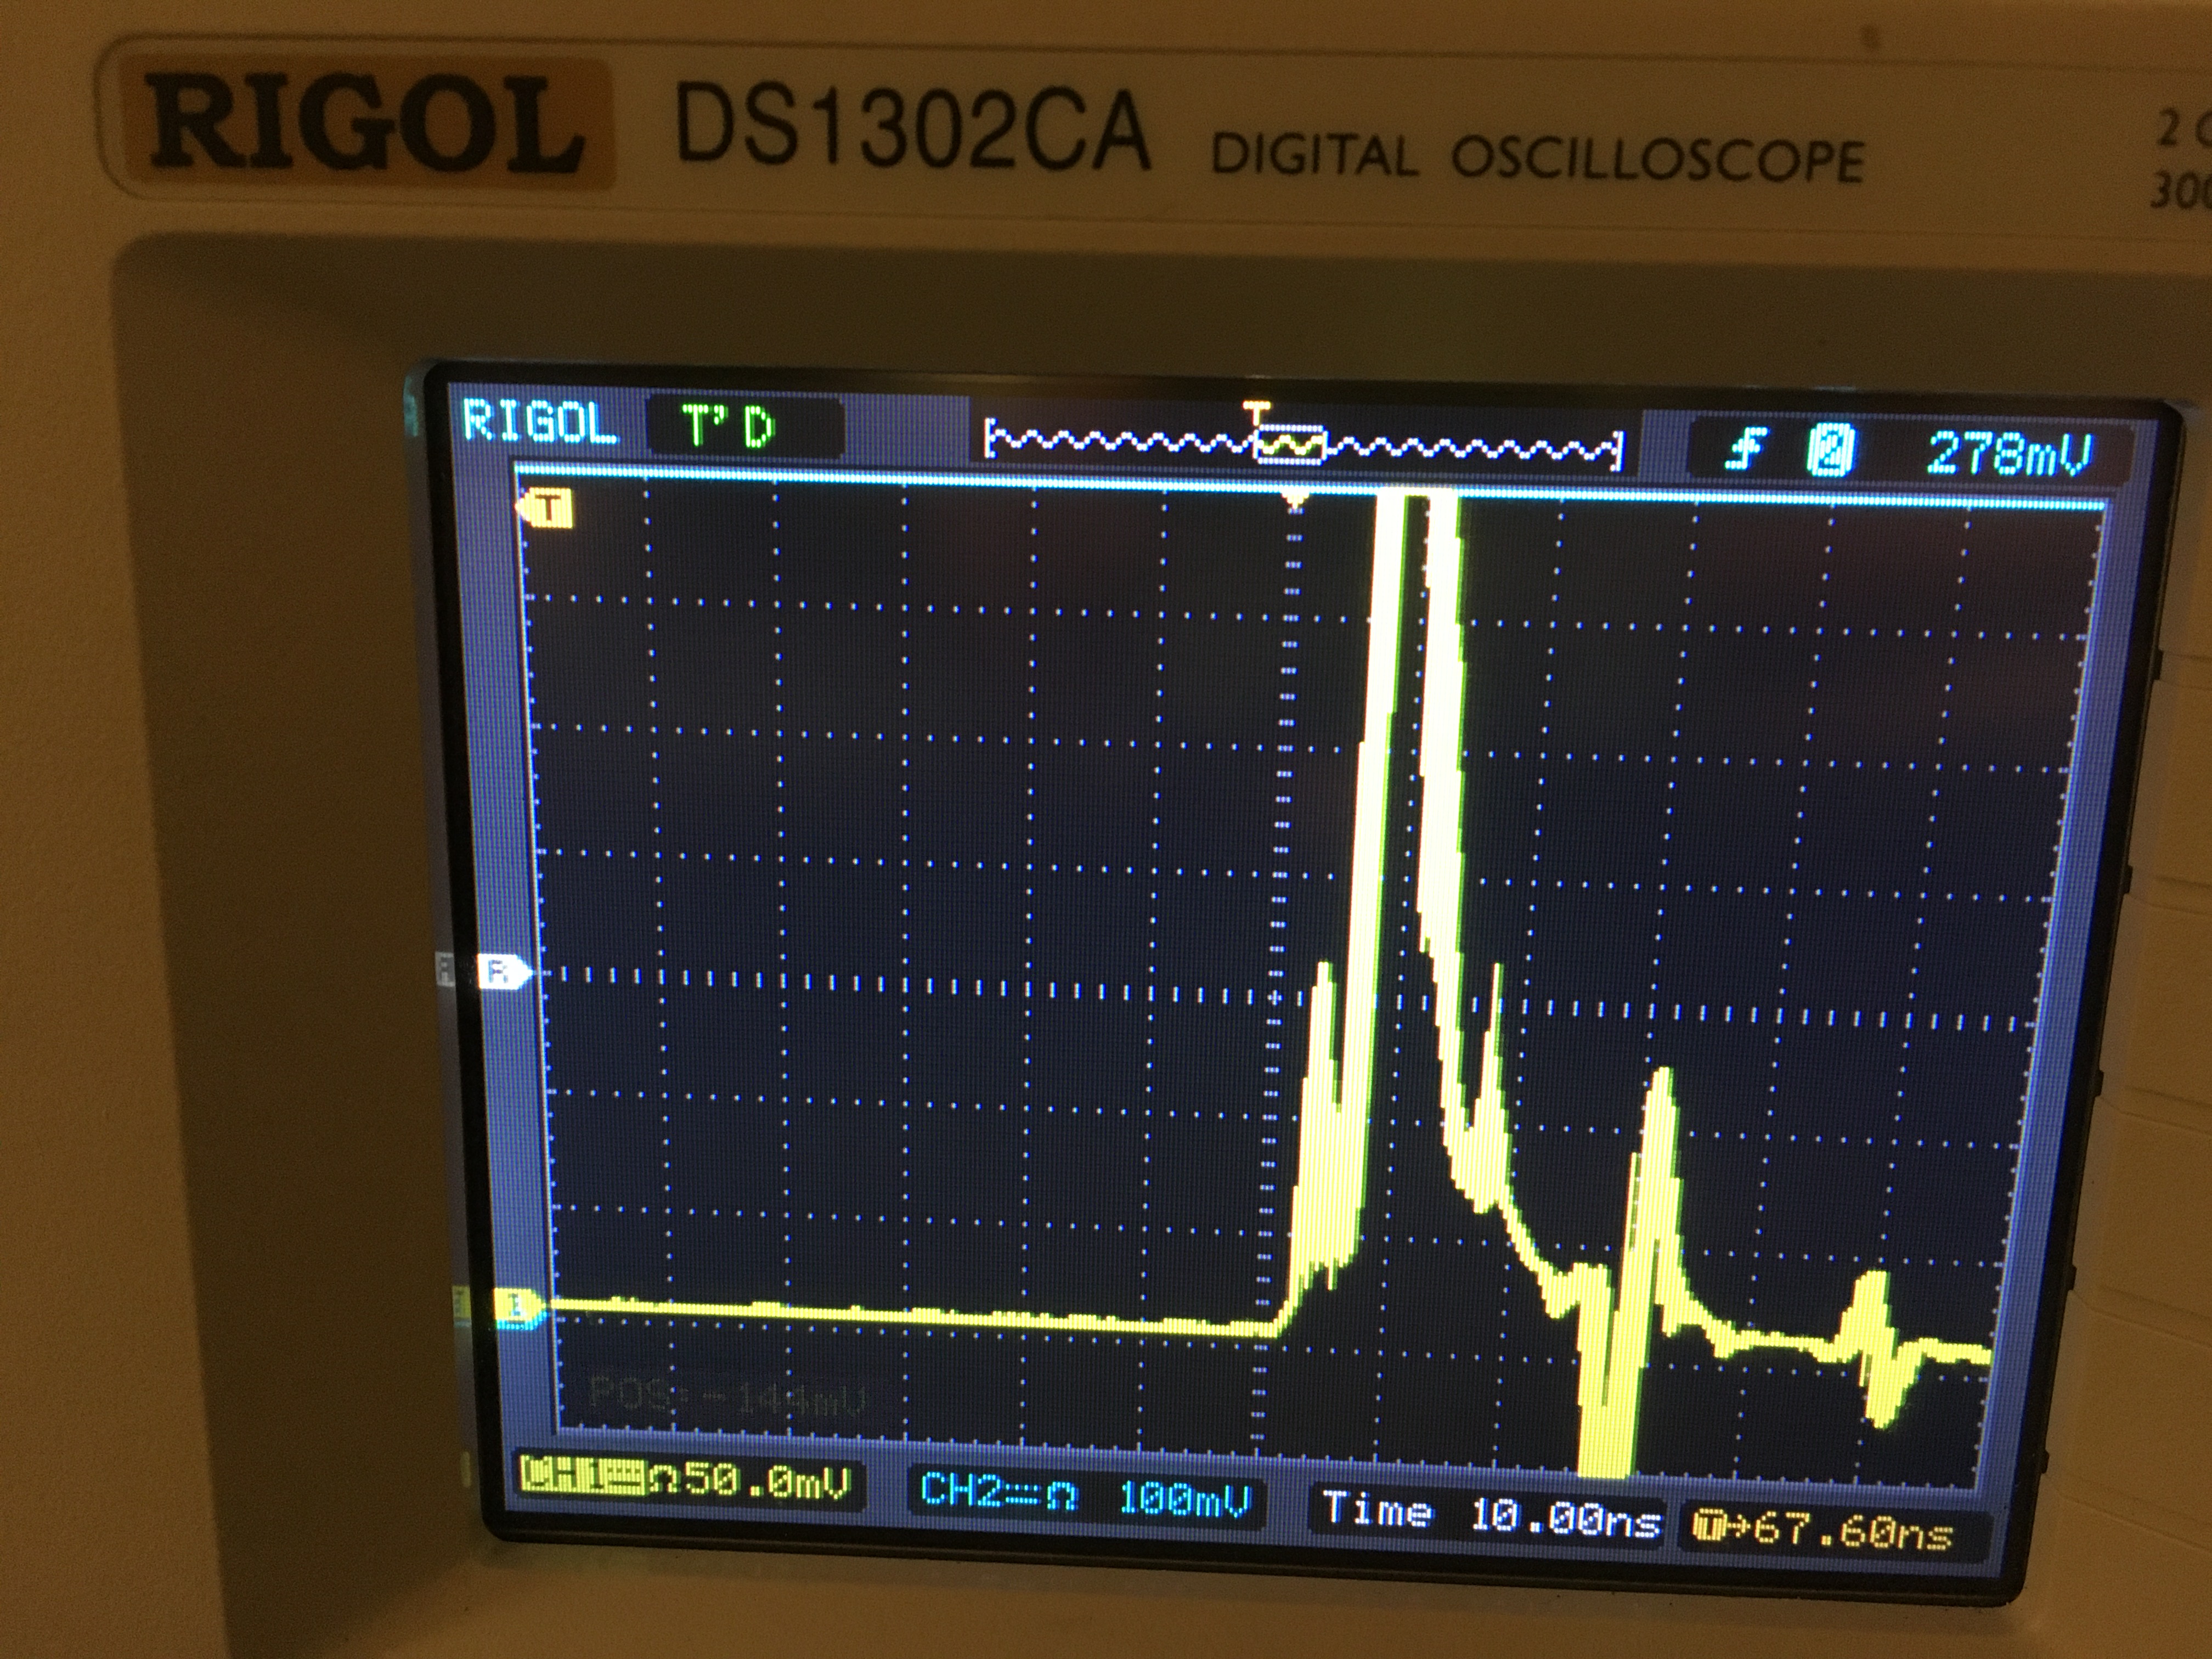 RIGOL DS1302CA DIGITAL OSCILLOSCOPE
2
300
RIGOL T'D T 2 278mV
T
R
1
POS:-144mV
CH1 Ω 50.0mV CH2 Ω 100mV Time 10.00ns T→67.60ns